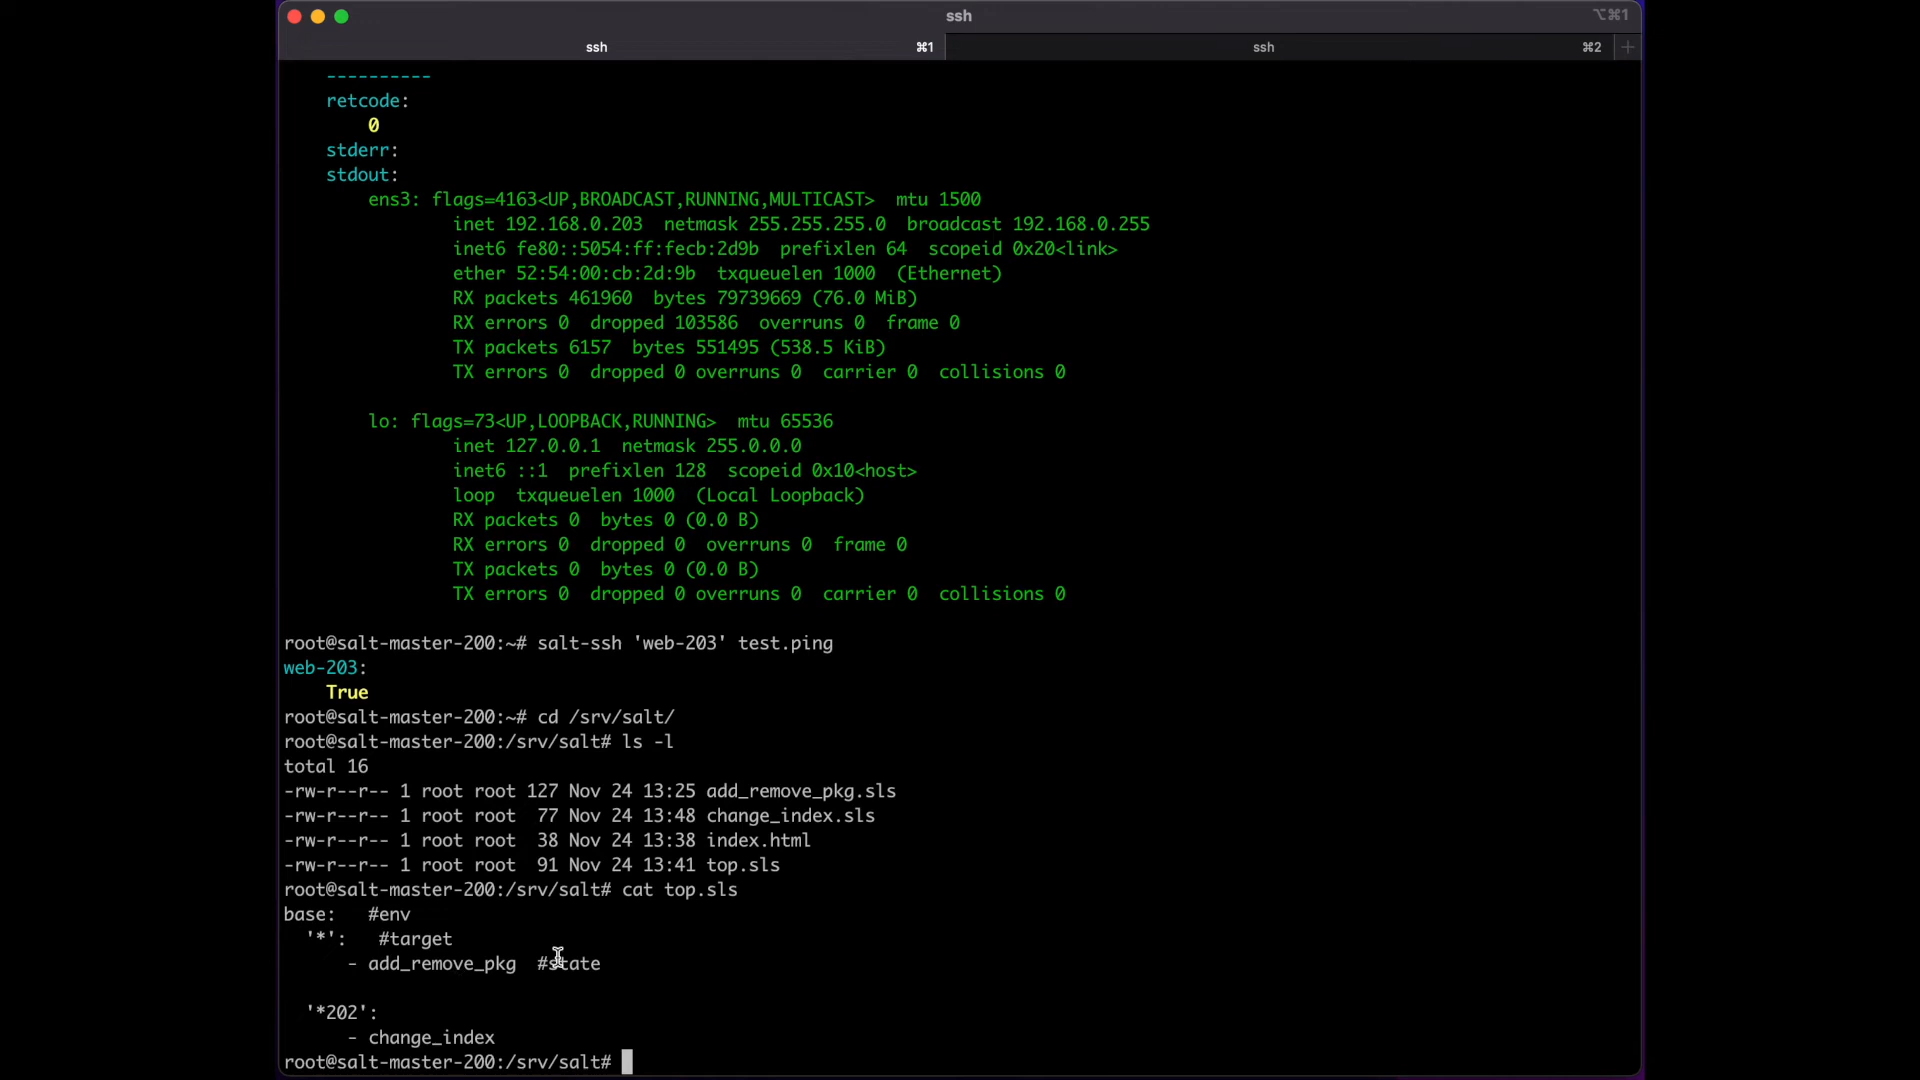 ssh
⌥⌘1
ssh ⌘1 ssh ⌘2 +
----------
retcode:
0
stderr:
stdout:
ens3: flags=4163<UP,BROADCAST,RUNNING,MULTICAST>  mtu 1500
inet 192.168.0.203  netmask 255.255.255.0  broadcast 192.168.0.255
inet6 fe80::5054:ff:fecb:2d9b  prefixlen 64  scopeid 0x20<link>
ether 52:54:00:cb:2d:9b  txqueuelen 1000  (Ethernet)
RX packets 461960  bytes 79739669 (76.0 MiB)
RX errors 0  dropped 103586  overruns 0  frame 0
TX packets 6157  bytes 551495 (538.5 KiB)
TX errors 0  dropped 0 overruns 0  carrier 0  collisions 0
lo: flags=73<UP,LOOPBACK,RUNNING>  mtu 65536
inet 127.0.0.1  netmask 255.0.0.0
inet6 ::1  prefixlen 128  scopeid 0x10<host>
loop  txqueuelen 1000  (Local Loopback)
RX packets 0  bytes 0 (0.0 B)
RX errors 0  dropped 0  overruns 0  frame 0
TX packets 0  bytes 0 (0.0 B)
TX errors 0  dropped 0 overruns 0  carrier 0  collisions 0
root@salt-master-200:~# salt-ssh 'web-203' test.ping
web-203:
True
root@salt-master-200:~# cd /srv/salt/
root@salt-master-200:/srv/salt# ls -l
total 16
-rw-r--r-- 1 root root 127 Nov 24 13:25 add_remove_pkg.sls
-rw-r--r-- 1 root root  77 Nov 24 13:48 change_index.sls
-rw-r--r-- 1 root root  38 Nov 24 13:38 index.html
-rw-r--r-- 1 root root  91 Nov 24 13:41 top.sls
root@salt-master-200:/srv/salt# cat top.sls
base:   #env
'*':   #target
- add_remove_pkg  #state
'*202':
- change_index
root@salt-master-200:/srv/salt#